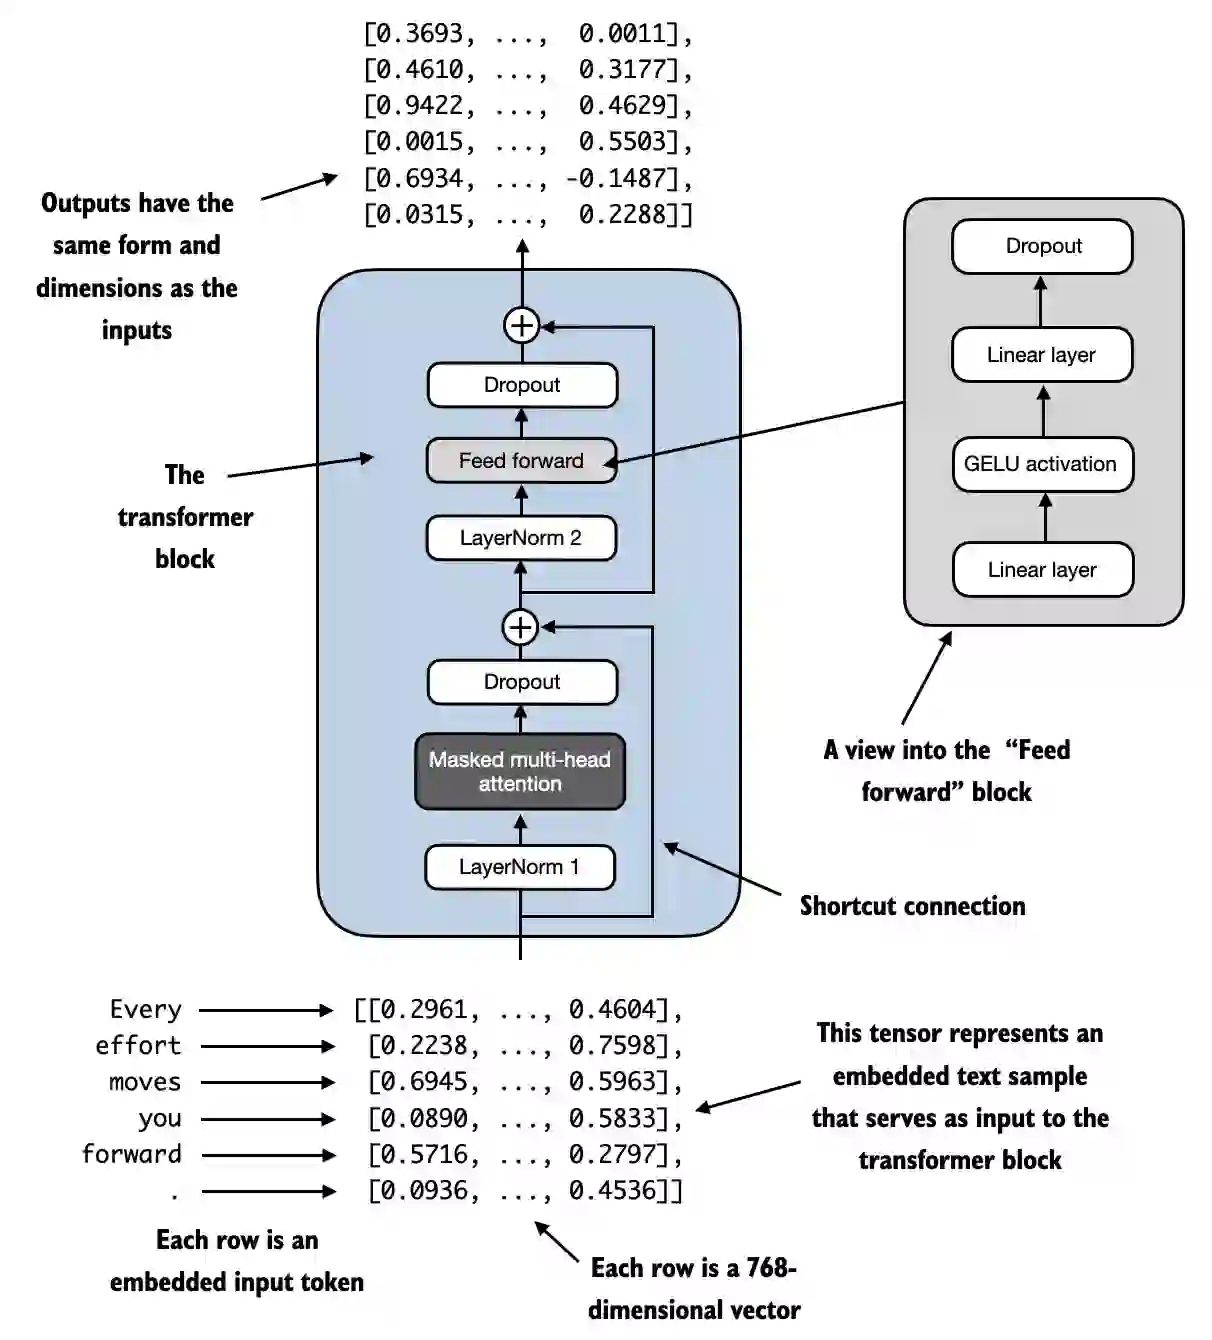 [0.3693, ..., 0.0011],
[0.4610, ..., 0.3177],
[0.9422, ..., 0.4629],
[0.0015, ..., 0.5503],
[0.6934, ..., -0.1487],
[0.0315, ..., 0.2288]]
Outputs have the
same form and
dimensions as the
inputs
+
Dropout
Feed forward
LayerNorm 2
+
Dropout
Masked multi-head
attention
LayerNorm 1
The
transformer
block
Dropout
Linear layer
GELU activation
Linear layer
A view into the “Feed
forward” block
Shortcut connection
Every [[0.2961, ..., 0.4604],
effort [0.2238, ..., 0.7598],
moves [0.6945, ..., 0.5963],
you [0.0890, ..., 0.5833],
forward [0.5716, ..., 0.2797],
. [0.0936, ..., 0.4536]]
This tensor represents an
embedded text sample
that serves as input to the
transformer block
Each row is an
embedded input token
Each row is a 768-
dimensional vector